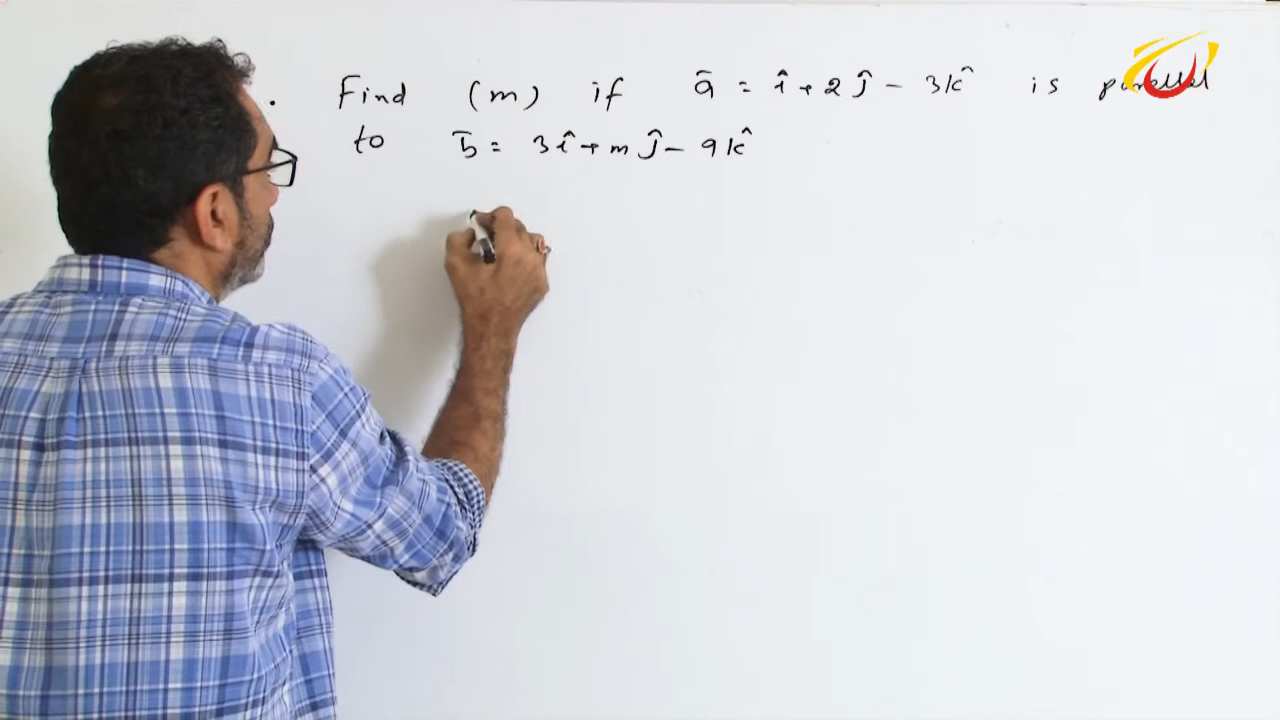 . Find (m) if ā = î + 2ĵ - 3k̂ is parallel
to b̄ = 3î + mĵ - 9k̂